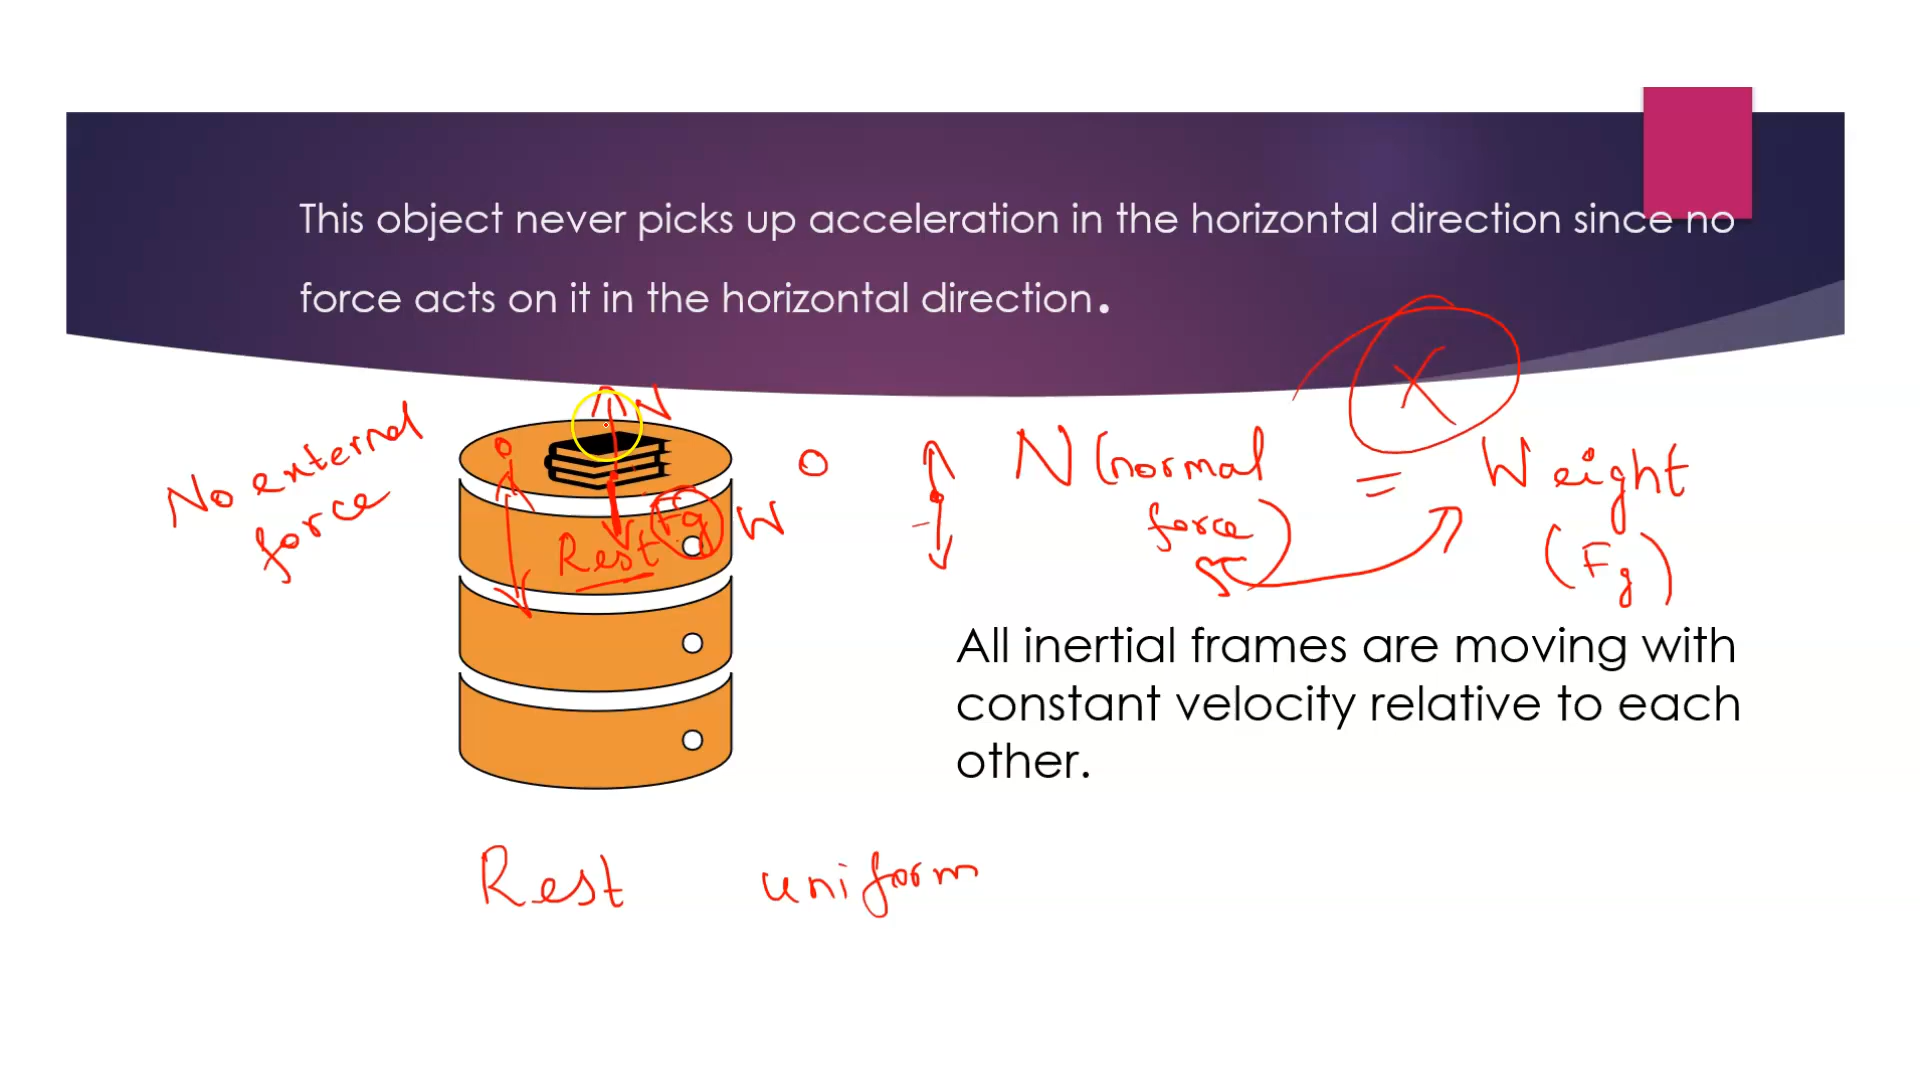 This object never picks up acceleration in the horizontal direction since no
force acts on it in the horizontal direction.
No external
force
N
Fg W
Rest
N (normal
force)
= Weight
(Fg)
X
All inertial frames are moving with
constant velocity relative to each
other.
Rest uniform